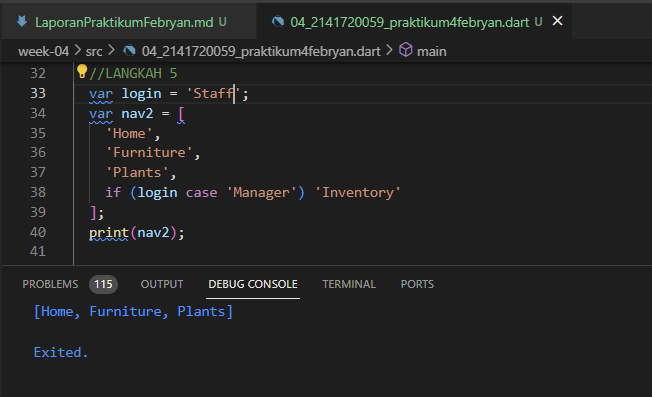 LaporanPraktikumFebryan.md U
04_2141720059_praktikum4febryan.dart U
week-04 > src > 04_2141720059_praktikum4febryan.dart > main
32 //LANGKAH 5
33 var login = 'Staff';
34 var nav2 = [
35 'Home',
36 'Furniture',
37 'Plants',
38 if (login case 'Manager') 'Inventory'
39 ];
40 print(nav2);
41
PROBLEMS 115 OUTPUT DEBUG CONSOLE TERMINAL PORTS
[Home, Furniture, Plants]
Exited.